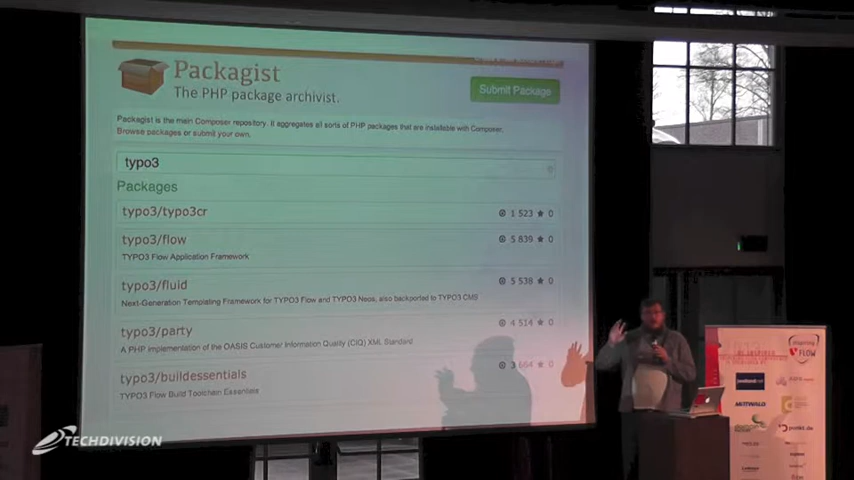 Packagist
The PHP package archivist.
Submit Package
Packagist is the main Composer repository. It aggregates all sorts of PHP packages that are installable with Composer.
Browse packages or submit your own.
typo3
Packages
typo3/typo3cr
1 523 ★ 0
typo3/flow
5 839 ★ 0
TYPO3 Flow Application Framework
typo3/fluid
5 538 ★ 0
Next-Generation Templating Framework for TYPO3 Flow and TYPO3 Neos, also backported to TYPO3 CMS
typo3/party
4 514 ★ 0
A PHP implementation of the OASIS Customer Information Quality (CIQ) XML Standard
typo3/buildessentials
3 664 ★ 0
TYPO3 Flow Build Toolchain Essentials
FLOW
MITTWALD
TECHDIVISION